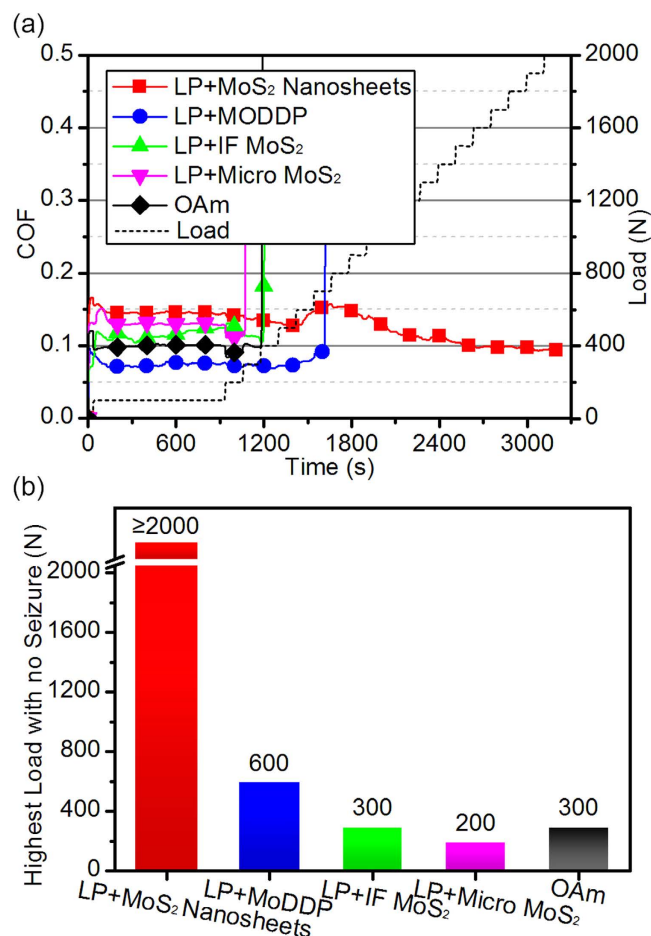 (a)
0.5
0.4
0.3
0.2
0.1
0.0
COF
LP+MoS₂ Nanosheets
LP+MODDP
LP+IF MoS₂
LP+Micro MoS₂
OAm
Load
2000
1600
1200
800
400
0
Load (N)
0 600 1200 1800 2400 3000
Time (s)
(b)
Highest Load with no Seizure (N)
2000
1600
1200
800
400
0
≥2000
600
300
200
300
LP+MoS₂ Nanosheets
LP+MoDDP
LP+IF MoS₂
LP+Micro MoS₂
OAm